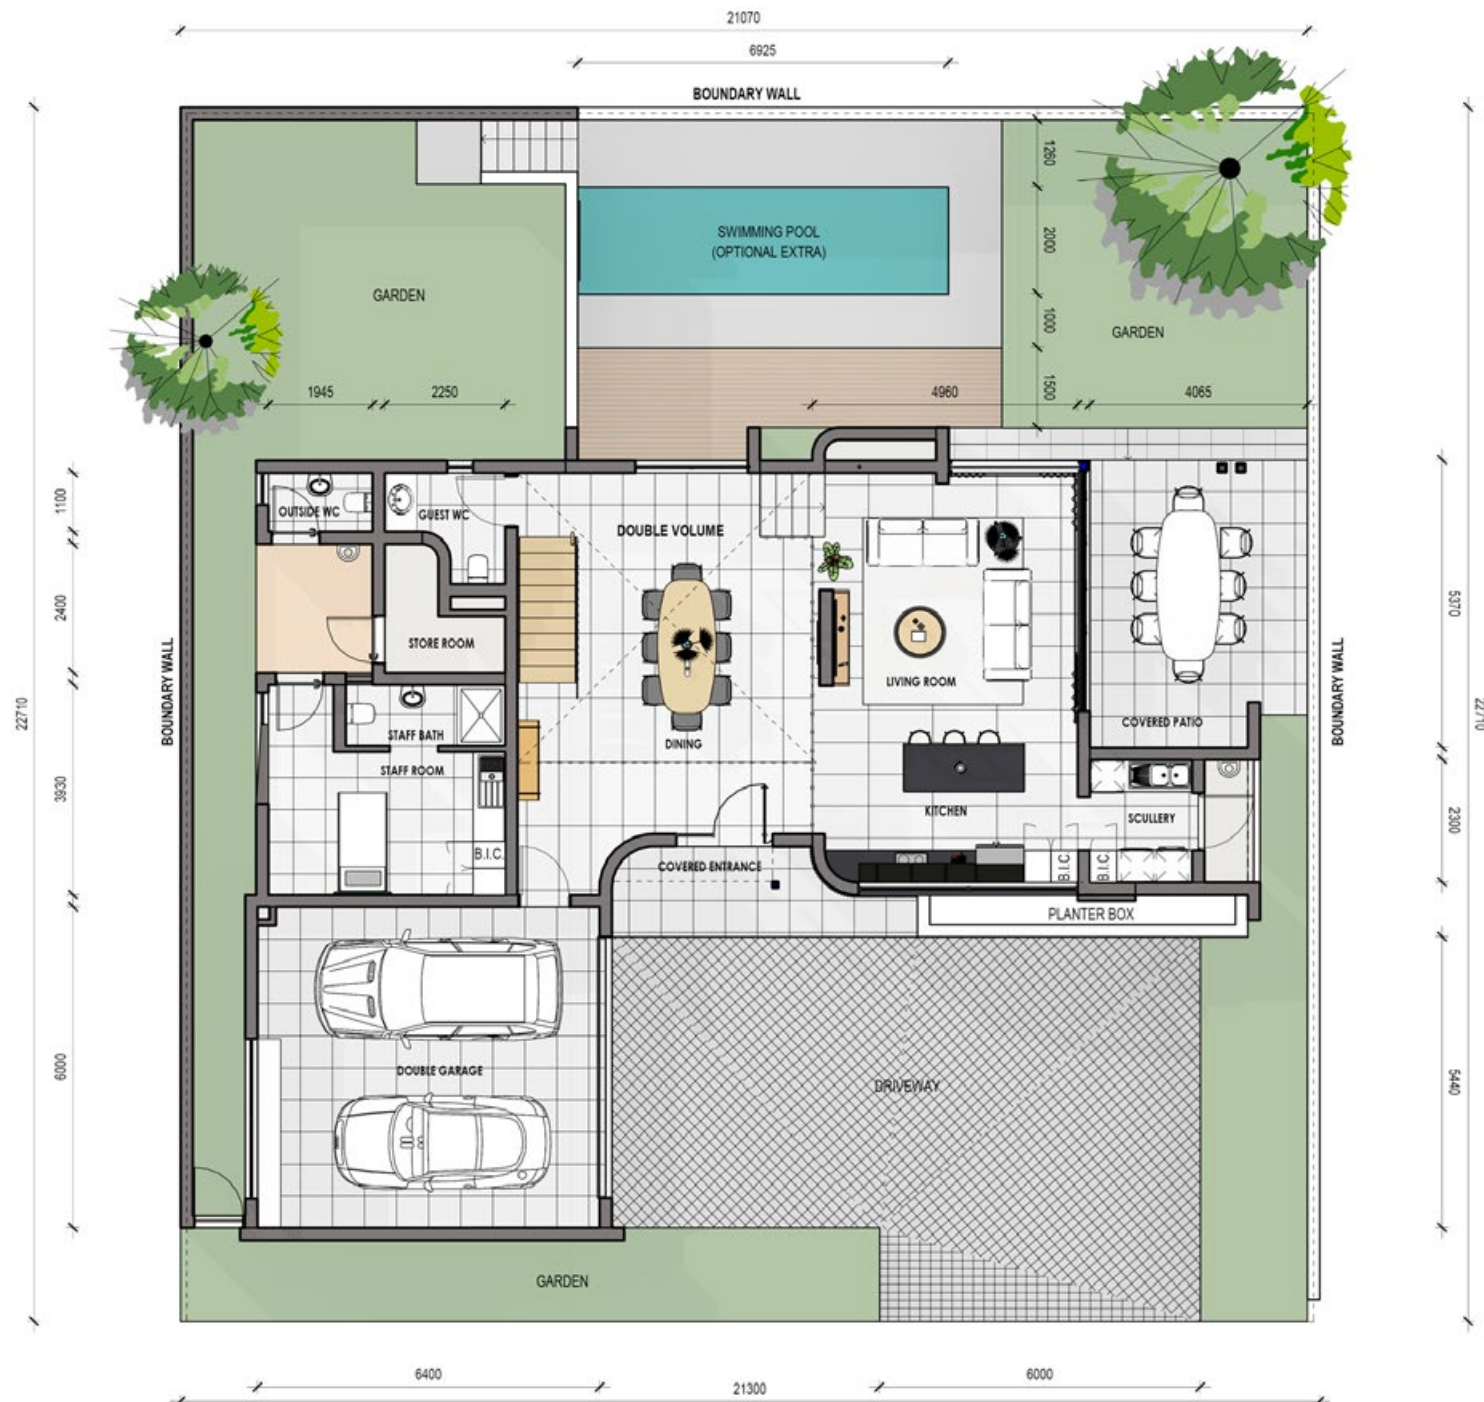 21070
6925
BOUNDARY WALL
1260
SWIMMING POOL
(OPTIONAL EXTRA)
2000
GARDEN
1000
GARDEN
1945
2250
4960
1500
4065
1100
OUTSIDE WC
GUEST WC
DOUBLE VOLUME
2400
5370
STORE ROOM
BOUNDARY WALL
LIVING ROOM
BOUNDARY WALL
22710
22710
COVERED PATIO
STAFF BATH
DINING
STAFF ROOM
3930
KITCHEN
SCULLERY
2300
B.I.C.
COVERED ENTRANCE
B.I.C
B.I.C
PLANTER BOX
6000
DOUBLE GARAGE
DRIVEWAY
5440
GARDEN
6400
6000
21300